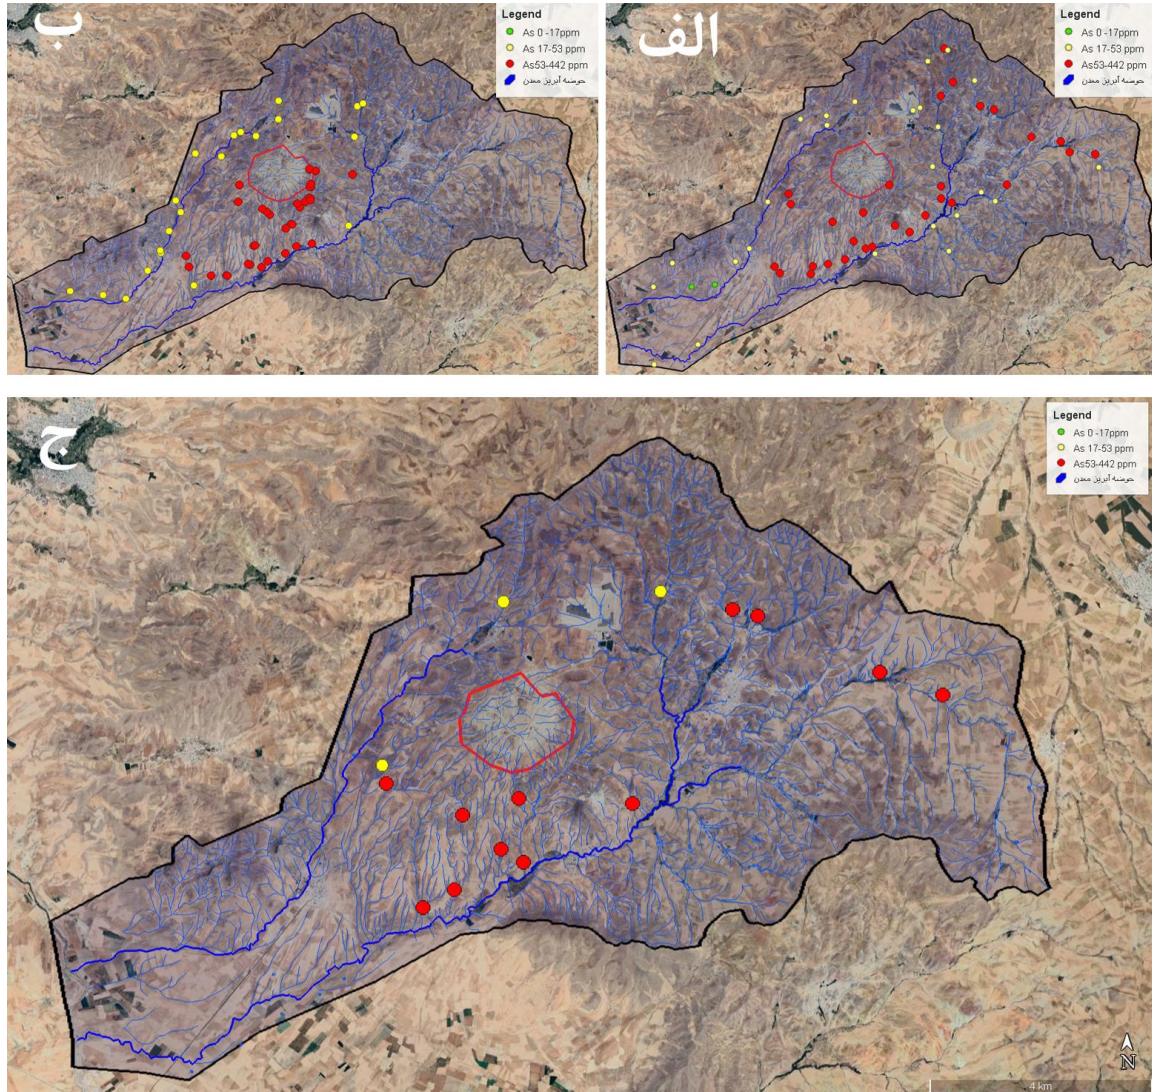 الف
Legend
As 0 -17ppm
As 17-53 ppm
As53-442 ppm
حوضه آبریز معدن
ب
Legend
As 0 -17ppm
As 17-53 ppm
As53-442 ppm
حوضه آبریز معدن
ج
Legend
As 0 -17ppm
As 17-53 ppm
As53-442 ppm
حوضه آبریز معدن
N
4 km